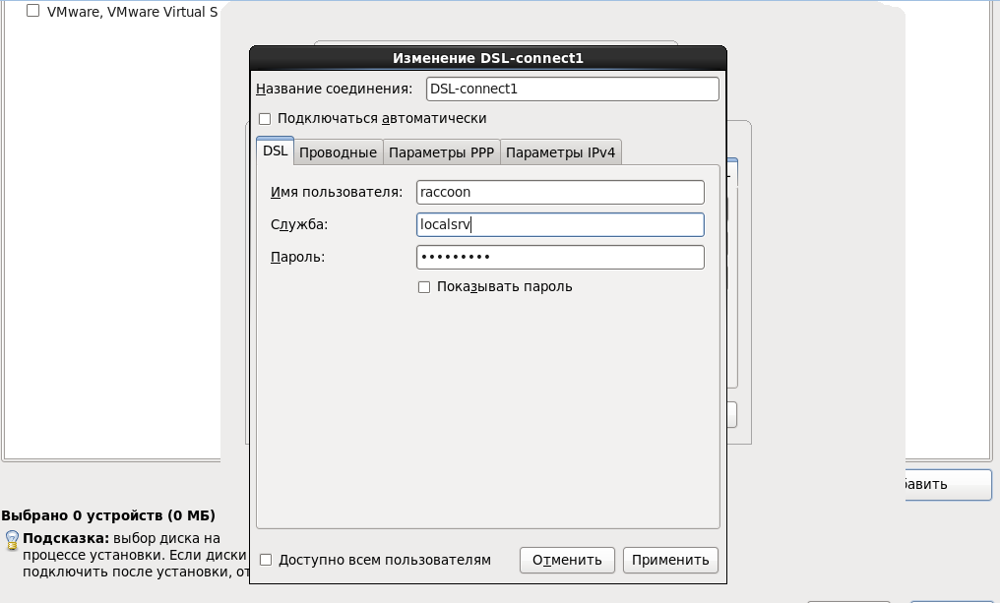 VMware, VMware Virtual S
Изменение DSL-connect1
Название соединения: DSL-connect1
Подключаться автоматически
DSL Проводные Параметры PPP Параметры IPv4
Имя пользователя: raccoon
Служба: localsrv
Пароль: •••••••••
Показывать пароль
авить
Выбрано 0 устройств (0 МБ)
Подсказка: выбор диска на
процессе установки. Если диски
подключить после установки, от
Доступно всем пользователям Отменить Применить